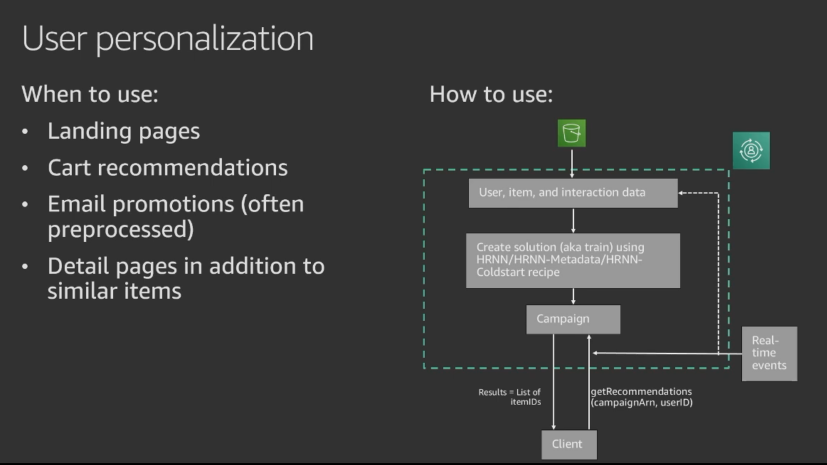 User personalization
When to use:
• Landing pages
• Cart recommendations
• Email promotions (often
preprocessed)
• Detail pages in addition to
similar items
How to use:
User, item, and interaction data
Create solution (aka train) using
HRNN/HRNN-Metadata/HRNN-
Coldstart recipe
Campaign
Real-
time
events
Results = List of
itemIDs
getRecommendations
(campaignArn, userID)
Client